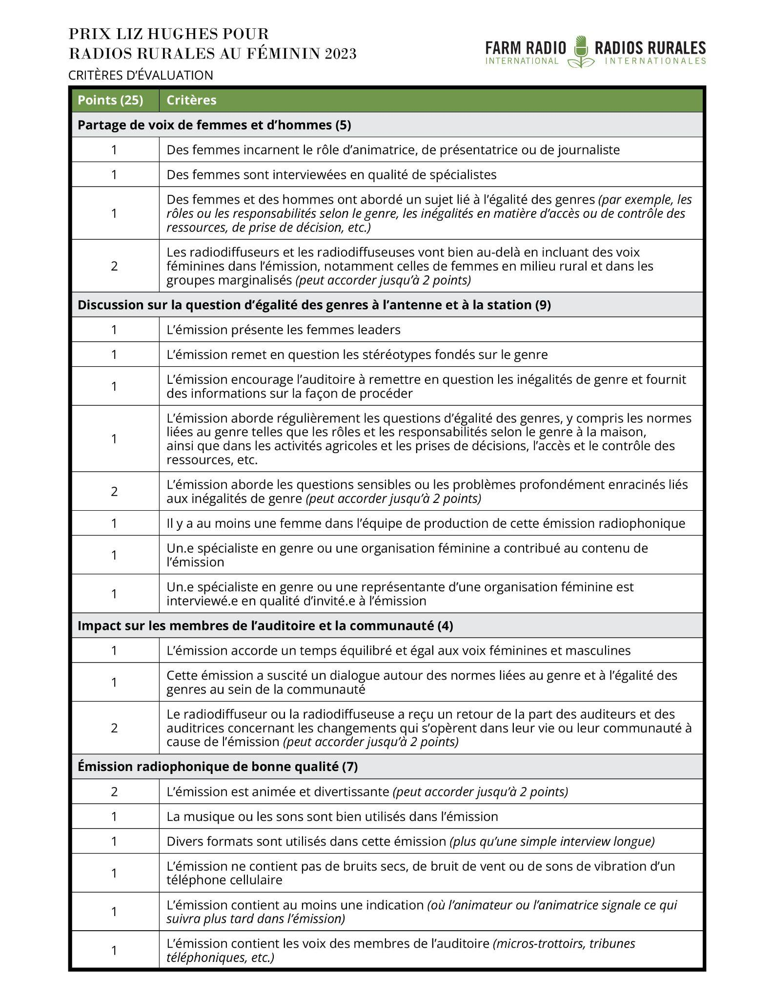 PRIX LIZ HUGHES POUR
RADIOS RURALES AU FÉMININ 2023
CRITÈRES D’ÉVALUATION
FARM RADIO
INTERNATIONAL
RADIOS RURALES
INTERNATIONALES
Points (25) Critères
Partage de voix de femmes et d’hommes (5)
1 Des femmes incarnent le rôle d’animatrice, de présentatrice ou de journaliste
1 Des femmes sont interviewées en qualité de spécialistes
1 Des femmes et des hommes ont abordé un sujet lié à l’égalité des genres (par exemple, les
rôles ou les responsabilités selon le genre, les inégalités en matière d’accès ou de contrôle des
ressources, de prise de décision, etc.)
2 Les radiodiffuseurs et les radiodiffuseuses vont bien au-delà en incluant des voix
féminines dans l’émission, notamment celles de femmes en milieu rural et dans les
groupes marginalisés (peut accorder jusqu’à 2 points)
Discussion sur la question d’égalité des genres à l’antenne et à la station (9)
1 L’émission présente les femmes leaders
1 L’émission remet en question les stéréotypes fondés sur le genre
1 L’émission encourage l’auditoire à remettre en question les inégalités de genre et fournit
des informations sur la façon de procéder
1 L’émission aborde régulièrement les questions d’égalité des genres, y compris les normes
liées au genre telles que les rôles et les responsabilités selon le genre à la maison,
ainsi que dans les activités agricoles et les prises de décisions, l’accès et le contrôle des
ressources, etc.
2 L’émission aborde les questions sensibles ou les problèmes profondément enracinés liés
aux inégalités de genre (peut accorder jusqu’à 2 points)
1 Il y a au moins une femme dans l’équipe de production de cette émission radiophonique
1 Un.e spécialiste en genre ou une organisation féminine a contribué au contenu de
l’émission
1 Un.e spécialiste en genre ou une représentante d’une organisation féminine est
interviewé.e en qualité d’invité.e à l’émission
Impact sur les membres de l’auditoire et la communauté (4)
1 L’émission accorde un temps équilibré et égal aux voix féminines et masculines
1 Cette émission a suscité un dialogue autour des normes liées au genre et à l’égalité des
genres au sein de la communauté
2 Le radiodiffuseur ou la radiodiffuseuse a reçu un retour de la part des auditeurs et des
auditrices concernant les changements qui s’opèrent dans leur vie ou leur communauté à
cause de l’émission (peut accorder jusqu’à 2 points)
Émission radiophonique de bonne qualité (7)
2 L’émission est animée et divertissante (peut accorder jusqu’à 2 points)
1 La musique ou les sons sont bien utilisés dans l’émission
1 Divers formats sont utilisés dans cette émission (plus qu’une simple interview longue)
1 L’émission ne contient pas de bruits secs, de bruit de vent ou de sons de vibration d’un
téléphone cellulaire
1 L’émission contient au moins une indication (où l’animateur ou l’animatrice signale ce qui
suivra plus tard dans l’émission)
1 L’émission contient les voix des membres de l’auditoire (micros-trottoirs, tribunes
téléphoniques, etc.)